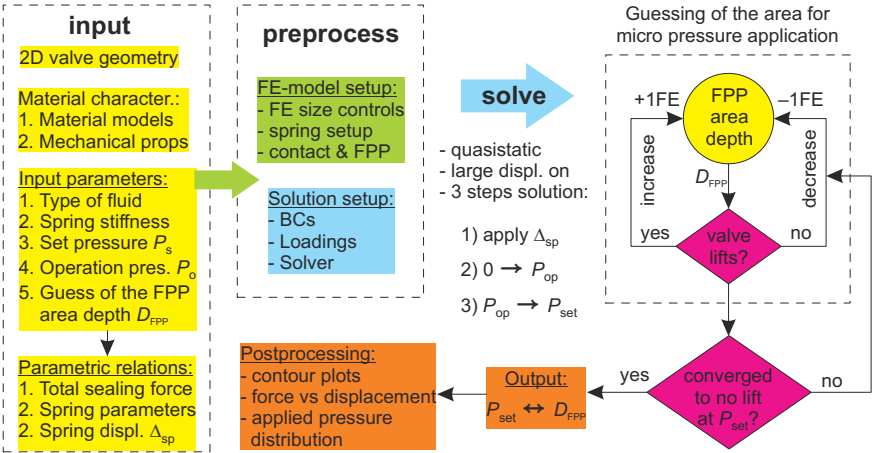 input
2D valve geometry
Material character.:
1. Material models
2. Mechanical props
Input parameters:
1. Type of fluid
2. Spring stiffness
3. Set pressure Ps
4. Operation pres. Po
5. Guess of the FPP
area depth DFPP
Parametric relations:
1. Total sealing force
2. Spring parameters
2. Spring displ. Δsp
preprocess
FE-model setup:
- FE size controls
- spring setup
- contact & FPP
Solution setup:
- BCs
- Loadings
- Solver
solve
- quasistatic
- large displ. on
- 3 steps solution:
1) apply Δsp
2) 0 → Pop
3) Pop → Pset
Guessing of the area for
micro pressure application
+1FE
FPP
area
depth
–1FE
increase
DFPP
decrease
yes
valve
lifts?
no
converged
to no lift
at Pset?
yes
no
Output:
Pset ↔ DFPP
Postprocessing:
- contour plots
- force vs displacement
- applied pressure
distribution